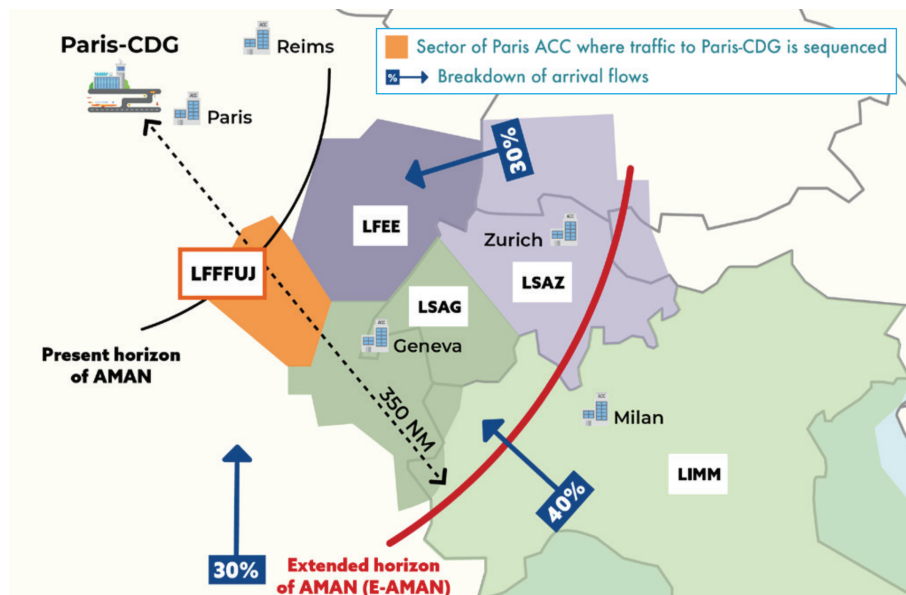 Paris-CDG
Reims
Sector of Paris ACC where traffic to Paris-CDG is sequenced
% Breakdown of arrival flows
Paris
30%
LFEE
Zurich
LFFFUJ
LSAZ
LSAG
Geneva
Present horizon
of AMAN
350 NM
Milan
LIMM
40%
30%
Extended horizon
of AMAN (E-AMAN)